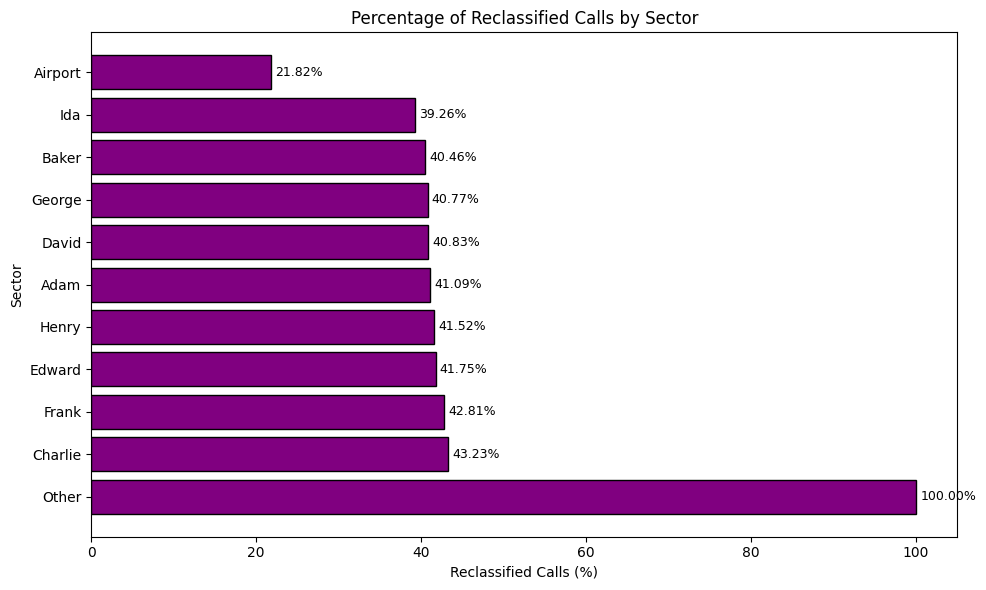 Percentage of Reclassified Calls by Sector
Airport 21.82%
Ida 39.26%
Baker 40.46%
George 40.77%
David 40.83%
Adam 41.09%
Henry 41.52%
Edward 41.75%
Frank 42.81%
Charlie 43.23%
Other 100.00%
Sector
0 20 40 60 80 100
Reclassified Calls (%)